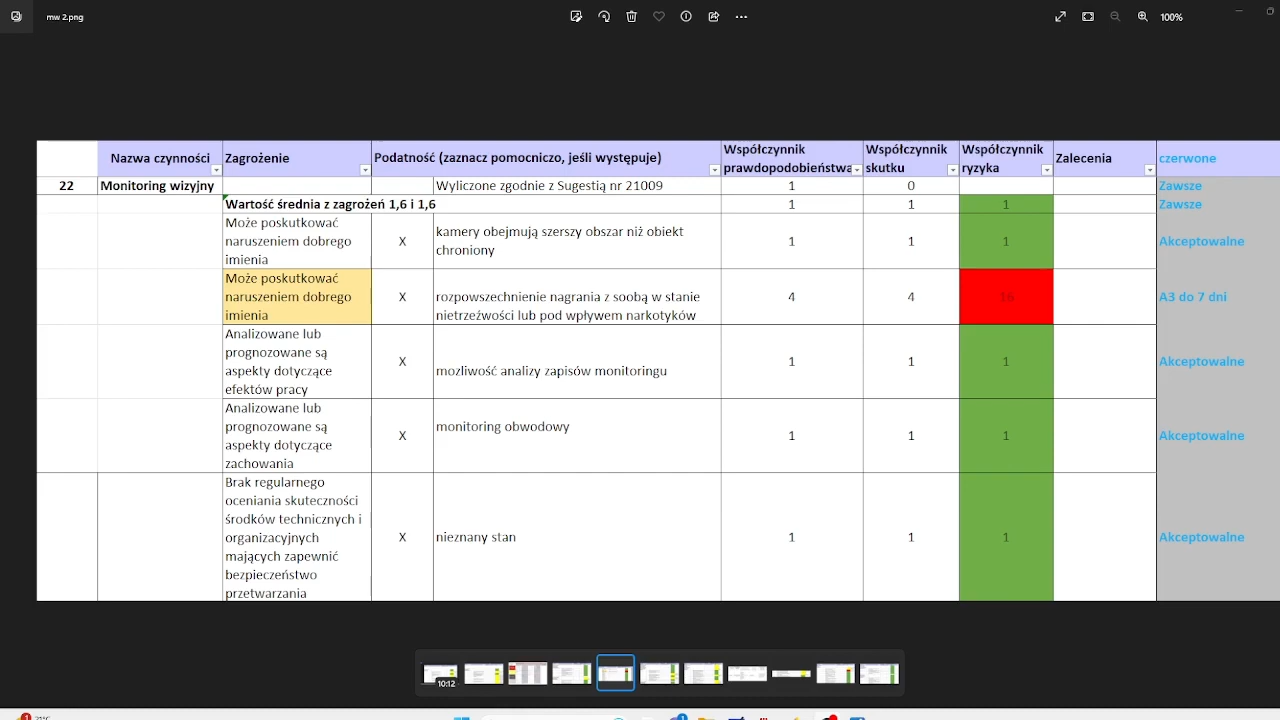 mw 2.png
100%
Nazwa czynności Zagrożenie Podatność (zaznacz pomocniczo, jeśli występuje) Współczynnik prawdopodobieństwa Współczynnik skutku Współczynnik ryzyka Zalecenia czerwone
22 Monitoring wizyjny Wyliczone zgodnie z Sugestią nr 21009 1 0 Zawsze
Wartość średnia z zagrożeń 1,6 i 1,6 1 1 1 Zawsze
Może poskutkować
naruszeniem dobrego
imienia
X
kamery obejmują szerszy obszar niż obiekt
chroniony
1 1 1 Akceptowalne
Może poskutkować
naruszeniem dobrego
imienia
X
rozpowszechnienie nagrania z soobą w stanie
nietrzeźwości lub pod wpływem narkotyków
4 4 16 A3 do 7 dni
Analizowane lub
prognozowane są
aspekty dotyczące
efektów pracy
X
mozliwość analizy zapisów monitoringu
1 1 1 Akceptowalne
Analizowane lub
prognozowane są
aspekty dotyczące
zachowania
X
monitoring obwodowy
1 1 1 Akceptowalne
Brak regularnego
oceniania skuteczności
środków technicznych i
organizacyjnych
mających zapewnić
bezpieczeństwo
przetwarzania
X
nieznany stan
1 1 1 Akceptowalne
10:12